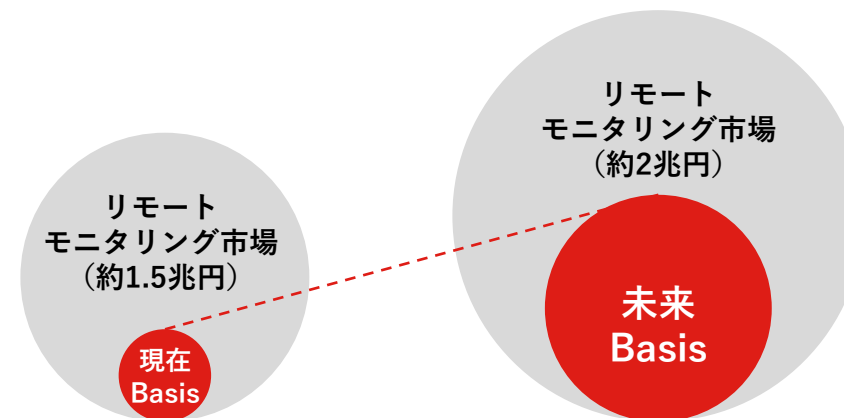 リモート
モニタリング市場
（約1.5兆円）
現在
Basis
リモート
モニタリング市場
（約2兆円）
未来
Basis